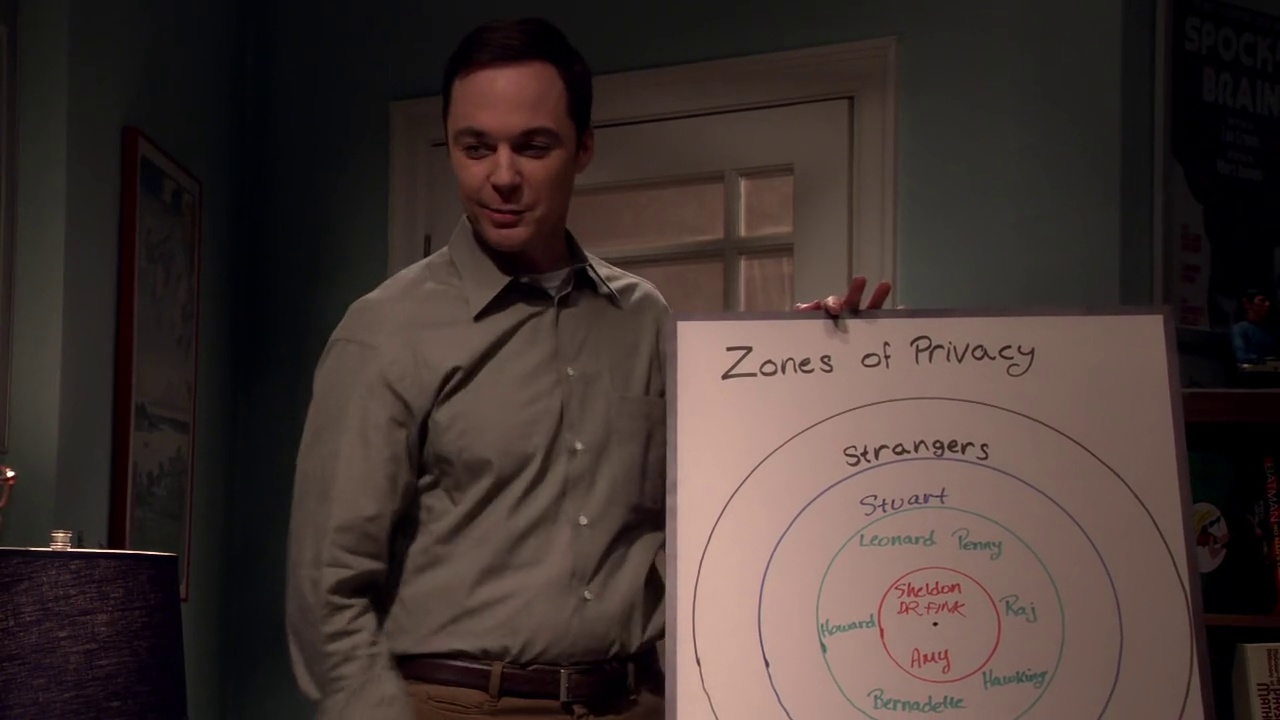 SPOCK'S
BRAIN
Zones of Privacy
Strangers
Stuart
Leonard Penny
Sheldon
DR. FINK
Howard
Raj
Amy
Hawking
Bernadette